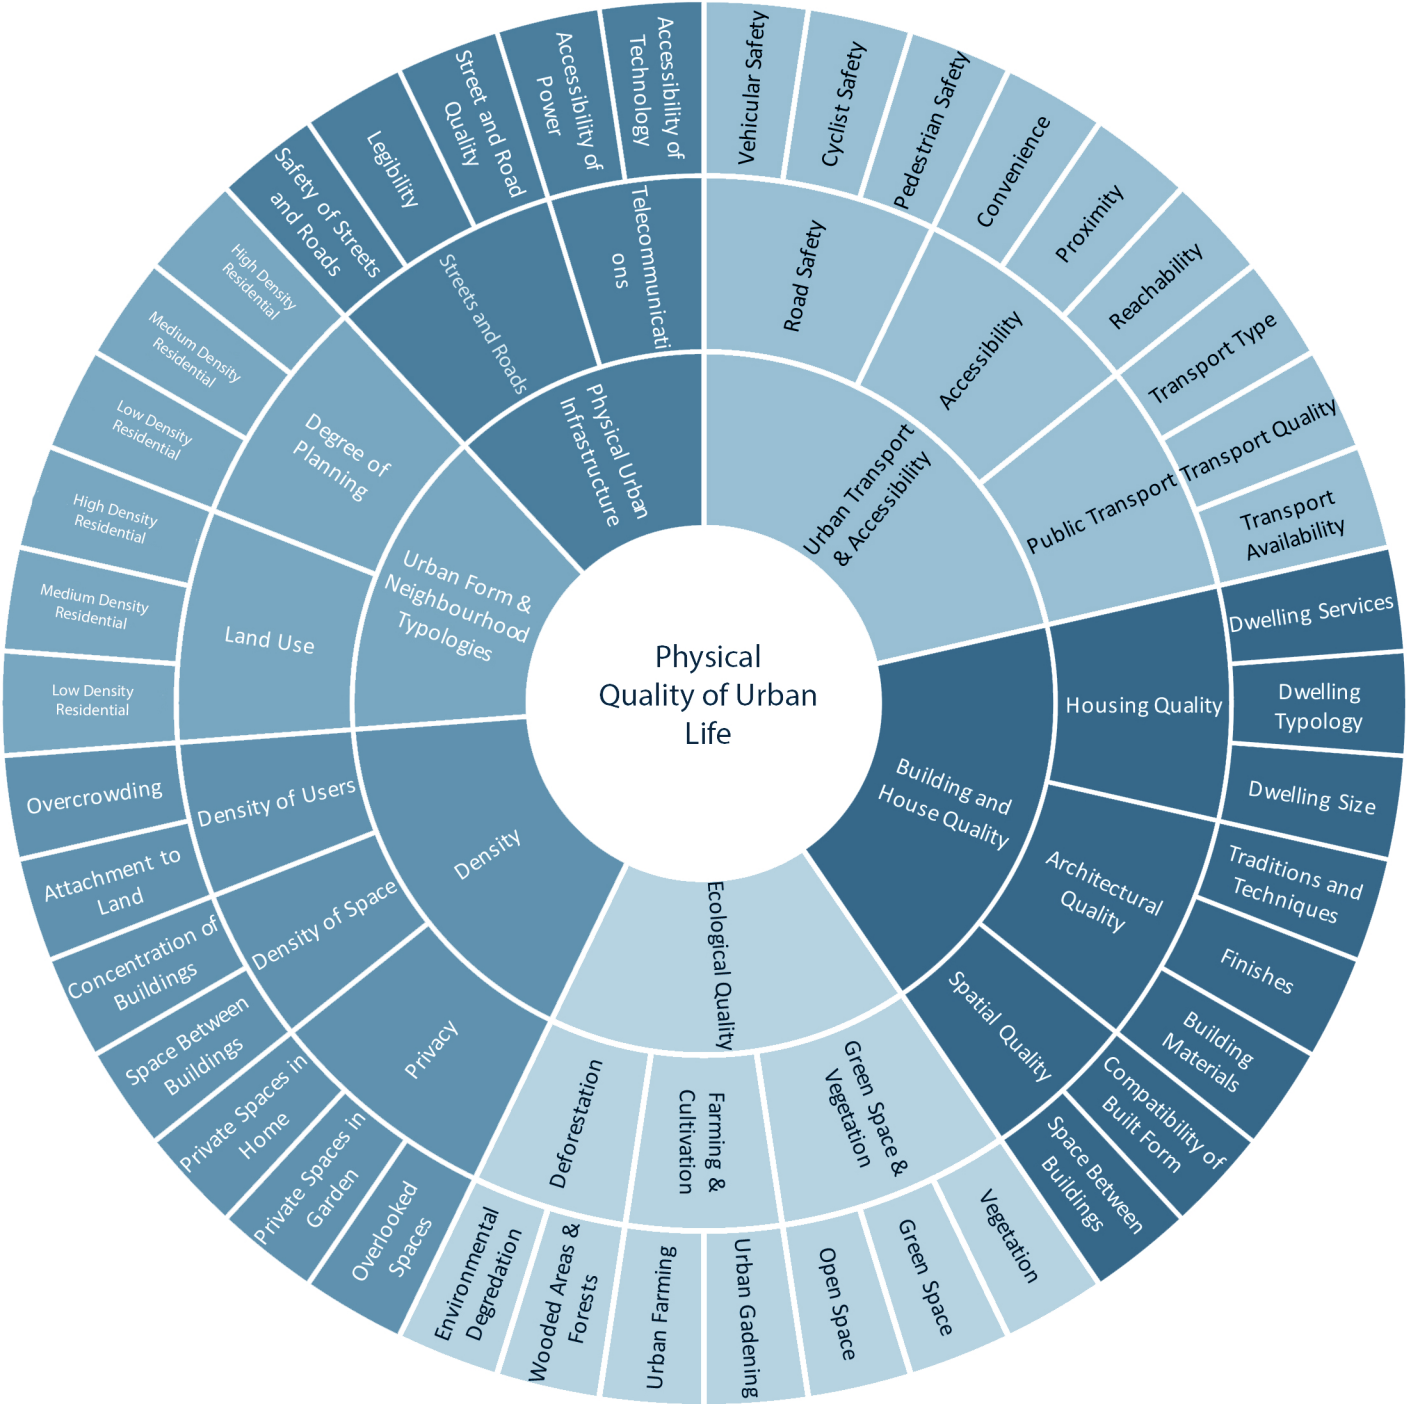 Physical
Quality of Urban
Life
Urban Transport
& Accessibility
Road Safety
Vehicular Safety
Cyclist Safety
Pedestrian Safety
Accessibility
Convenience
Proximity
Reachability
Public Transport
Transport Type
Transport Quality
Transport
Availability
Building and
House Quality
Housing Quality
Dwelling Services
Dwelling
Typology
Dwelling Size
Architectural
Quality
Traditions and
Techniques
Finishes
Building
Materials
Spatial Quality
Compatibility of
Built Form
Space Between
Buildings
Ecological Quality
Green Space &
Vegetation
Vegetation
Green Space
Open Space
Farming &
Cultivation
Urban Gadening
Urban Farming
Deforestation
Wooded Areas &
Forests
Environmental
Degredation
Density
Privacy
Overlooked
Spaces
Private Spaces in
Garden
Private Spaces in
Home
Density of Space
Space Between
Buildings
Concentration of
Buildings
Density of Users
Attachment to
Land
Overcrowding
Urban Form &
Neighbourhood
Typologies
Land Use
Low Density
Residential
Medium Density
Residential
High Density
Residential
Degree of
Planning
Low Density
Residential
Medium Density
Residential
High Density
Residential
Physical Urban
Infrastructure
Streets and Roads
Safety of Streets
and Roads
Legibility
Street and Road
Quality
Telecommunicati
ons
Accessibility of
Power
Accessibility of
Technology